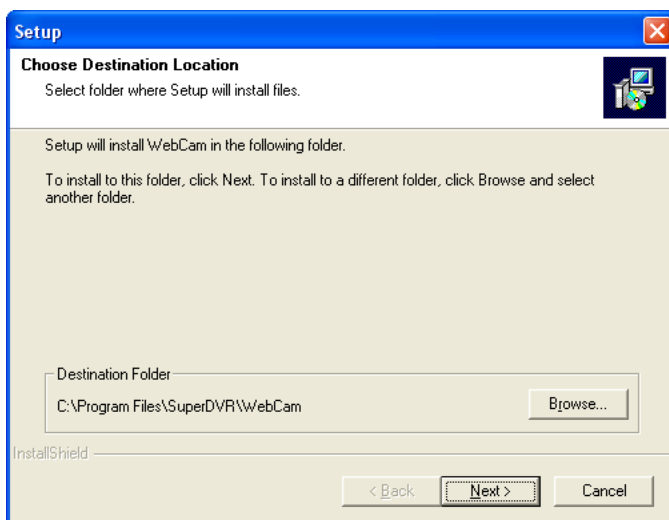 Setup
Choose Destination Location
Select folder where Setup will install files.
Setup will install WebCam in the following folder.
To install to this folder, click Next. To install to a different folder, click Browse and select
another folder.
Destination Folder
C:\Program Files\SuperDVR\WebCam
Browse...
InstallShield
< Back
Next >
Cancel